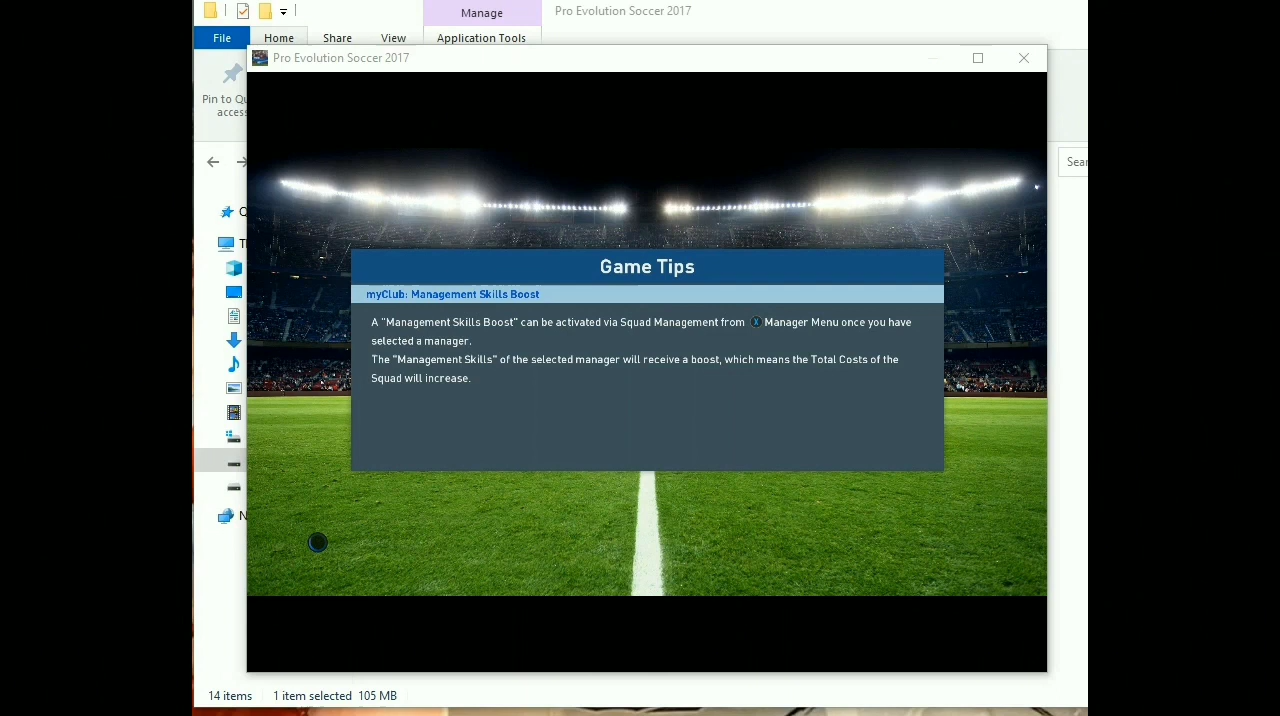 Manage
Pro Evolution Soccer 2017
File
Home
Share
View
Application Tools
Pro Evolution Soccer 2017
Pin to Qu
access
Sear
Game Tips
myClub: Management Skills Boost
A "Management Skills Boost" can be activated via Squad Management from X Manager Menu once you have
selected a manager.
The "Management Skills" of the selected manager will receive a boost, which means the Total Costs of the
Squad will increase.
Q
Th
N
14 items
1 item selected 105 MB